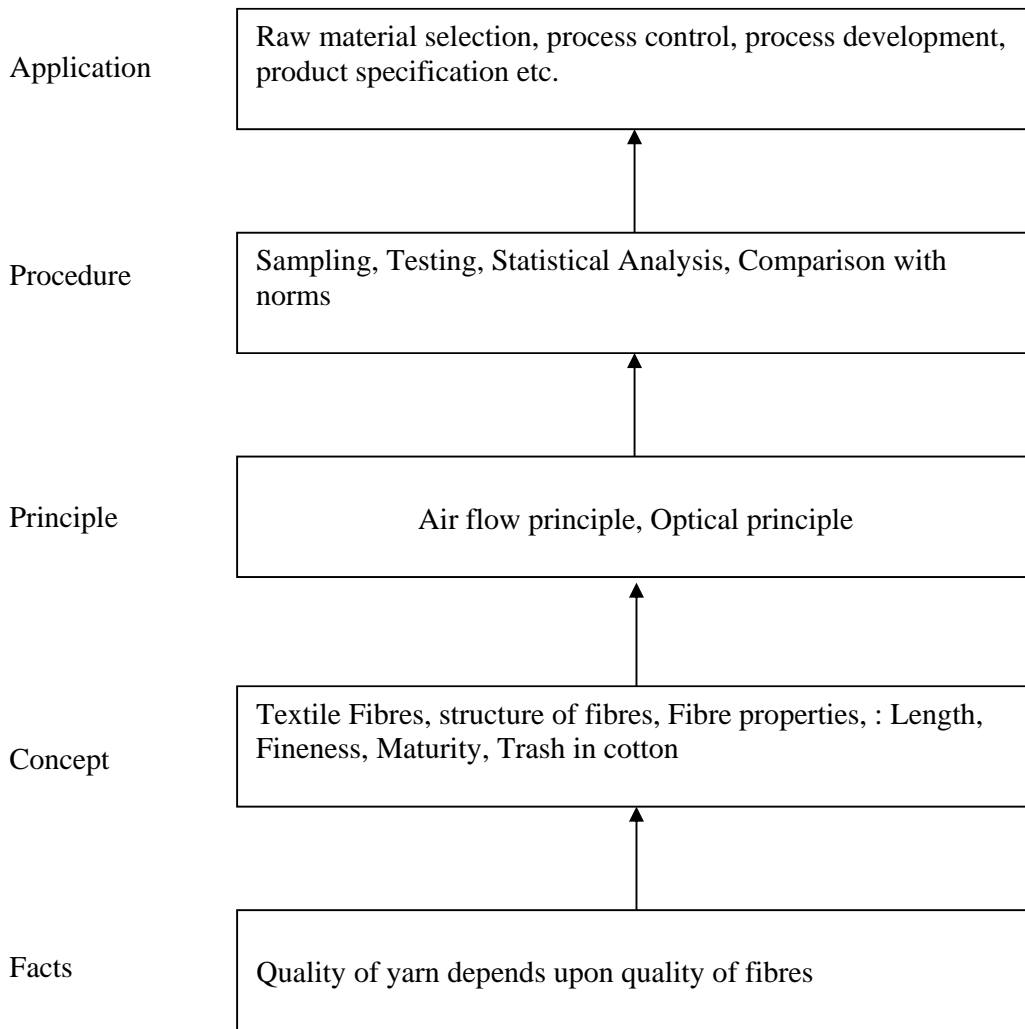 Application
Raw material selection, process control, process development,
product specification etc.
Procedure
Sampling, Testing, Statistical Analysis, Comparison with
norms
Principle
Air flow principle, Optical principle
Concept
Textile Fibres, structure of fibres, Fibre properties, : Length,
Fineness, Maturity, Trash in cotton
Facts
Quality of yarn depends upon quality of fibres